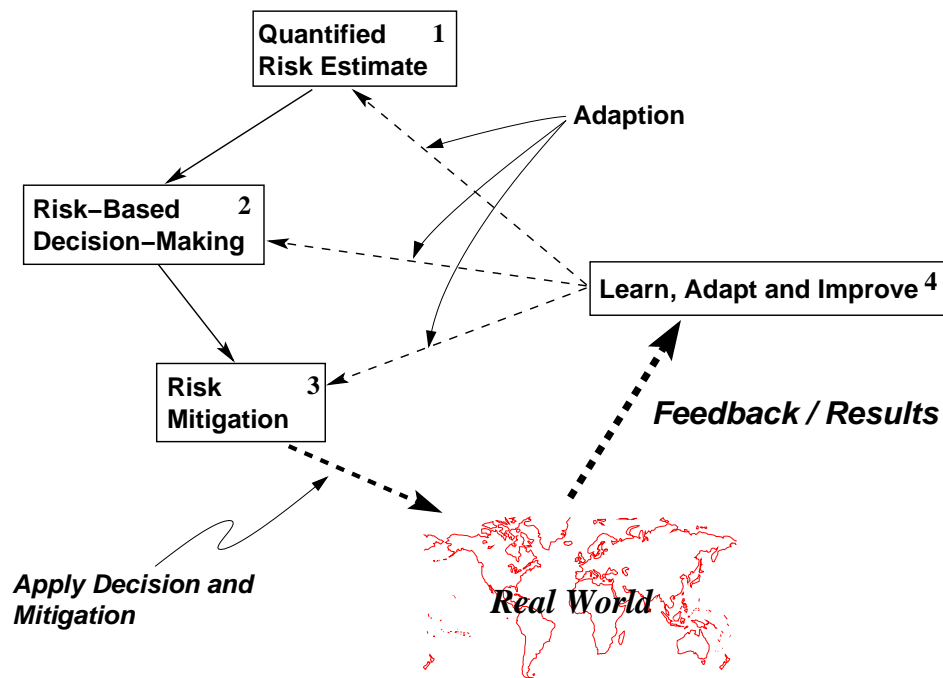 Quantified 1
Risk Estimate
Adaption
Risk–Based 2
Decision–Making
Learn, Adapt and Improve 4
Risk 3
Mitigation
Feedback / Results
Apply Decision and
Mitigation
Real World